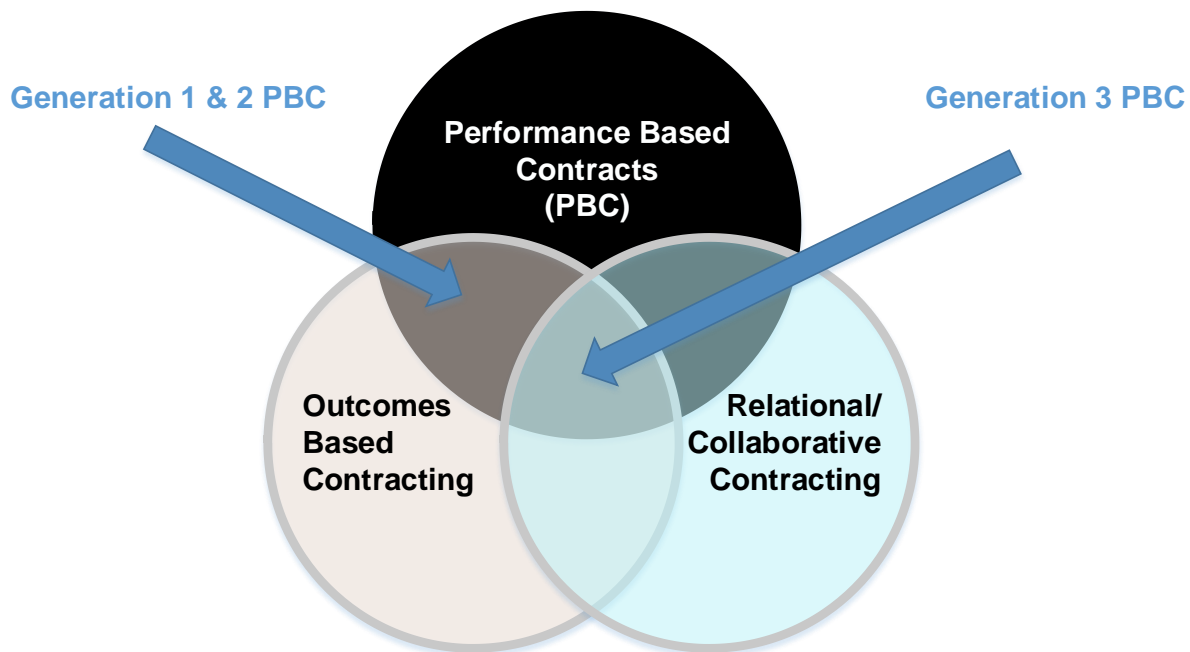 Generation 1 & 2 PBC
Generation 3 PBC
Performance Based
Contracts
(PBC)
Outcomes
Based
Contracting
Relational/
Collaborative
Contracting